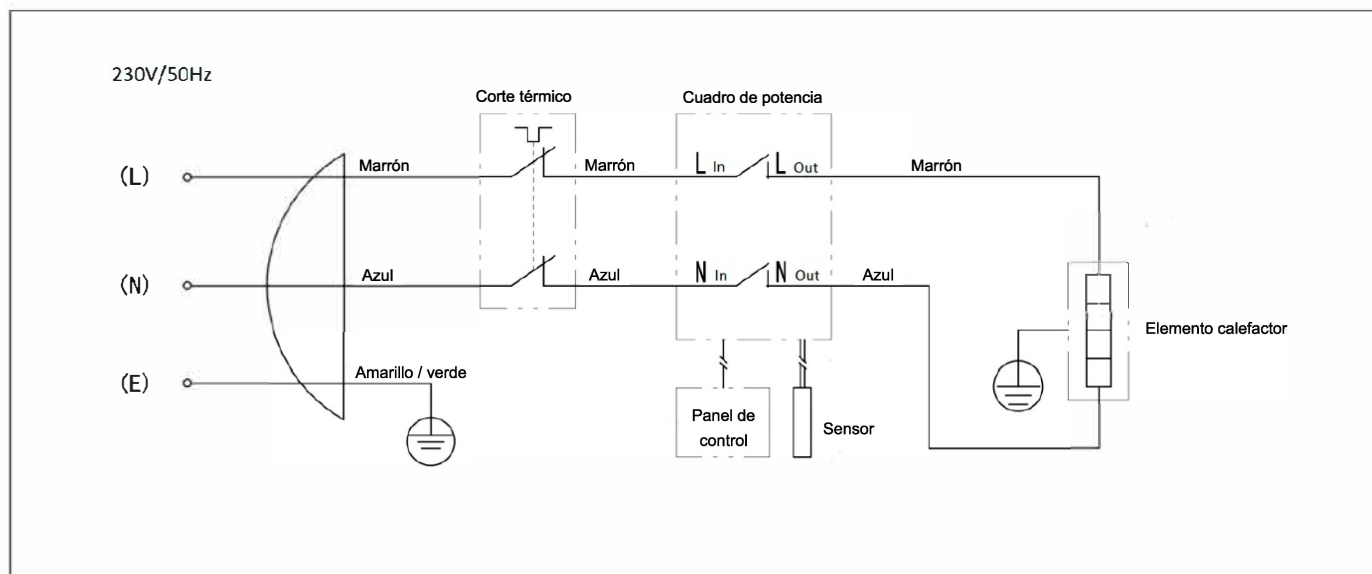 230V/50Hz
Corte térmico
Cuadro de potencia
(L)
Marrón
Marrón
L In
L Out
Marrón
(N)
Azul
Azul
N In
N Out
Azul
Elemento calefactor
(E)
Amarillo / verde
Panel de
control
Sensor